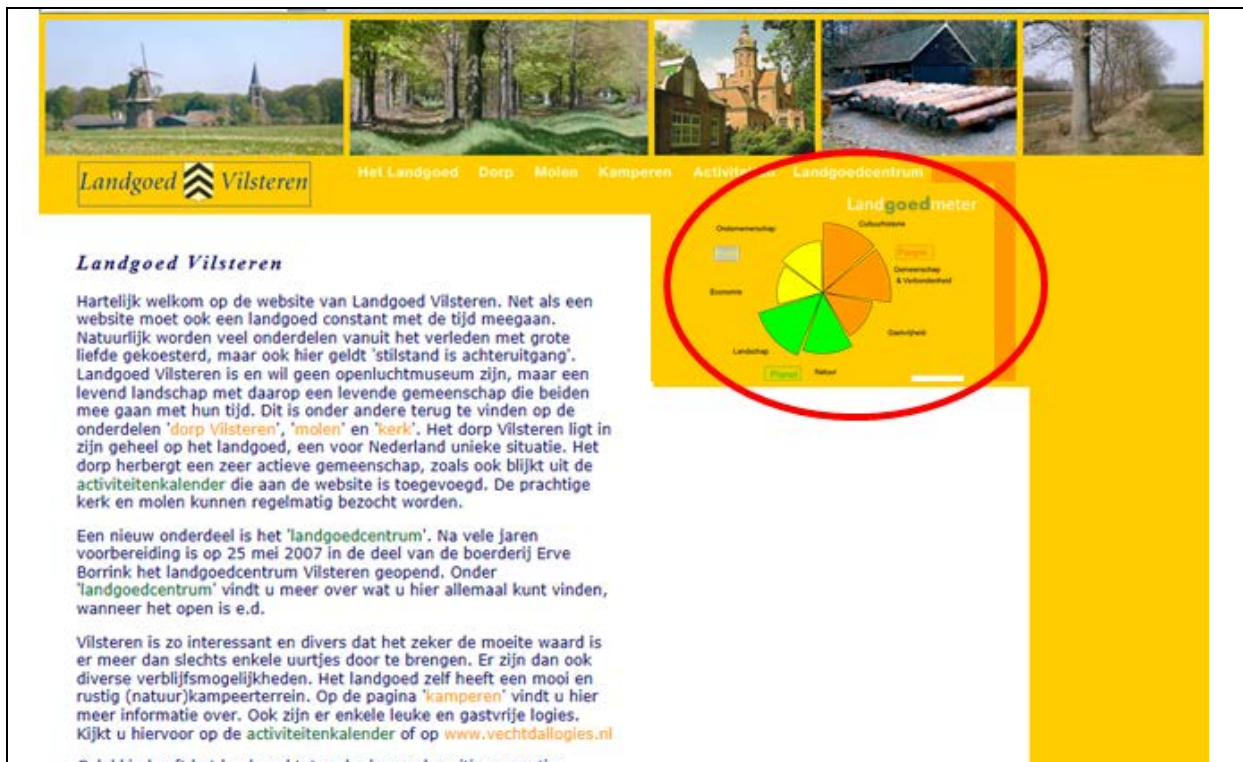 Landgoed Vilsteren
Het Landgoed Dorp Molen Kamperen Activiteiten Landgoedcentrum
Landgoedmeter
Ondernemerschap
Cultuurhistorie
People
Gemeenschap
& Verbondenheid
Economie
Gastvrijheid
Landschap
Planet
Natuur
Landgoed Vilsteren
Hartelijk welkom op de website van Landgoed Vilsteren. Net als een
website moet ook een landgoed constant met de tijd meegaan.
Natuurlijk worden veel onderdelen vanuit het verleden met grote
liefde gekoesterd, maar ook hier geldt 'stilstand is achteruitgang'.
Landgoed Vilsteren is en wil geen openluchtmuseum zijn, maar een
levend landschap met daarop een levende gemeenschap die beiden
mee gaan met hun tijd. Dit is onder andere terug te vinden op de
onderdelen 'dorp Vilsteren', 'molen' en 'kerk'. Het dorp Vilsteren ligt in
zijn geheel op het landgoed, een voor Nederland unieke situatie. Het
dorp herbergt een zeer actieve gemeenschap, zoals ook blijkt uit de
activiteitenkalender die aan de website is toegevoegd. De prachtige
kerk en molen kunnen regelmatig bezocht worden.
Een nieuw onderdeel is het 'landgoedcentrum'. Na vele jaren
voorbereiding is op 25 mei 2007 in de deel van de boerderij Erve
Borrink het landgoedcentrum Vilsteren geopend. Onder
'landgoedcentrum' vindt u meer over wat u hier allemaal kunt vinden,
wanneer het open is e.d.
Vilsteren is zo interessant en divers dat het zeker de moeite waard is
er meer dan slechts enkele uurtjes door te brengen. Er zijn dan ook
diverse verblijfsmogelijkheden. Het landgoed zelf heeft een mooi en
rustig (natuur)kampeerterrein. Op de pagina 'kamperen' vindt u hier
meer informatie over. Ook zijn er enkele leuke en gastvrije logies.
Kijkt u hiervoor op de activiteitenkalender of op www.vechtdallogies.nl